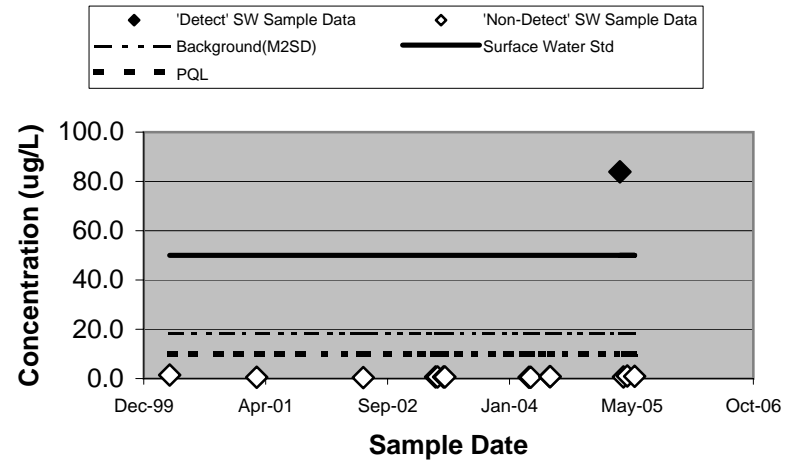 'Detect' SW Sample Data
'Non-Detect' SW Sample Data
Background(M2SD)
Surface Water Std
PQL
Concentration (ug/L)
100.0
80.0
60.0
40.0
20.0
0.0
Dec-99 Apr-01 Sep-02 Jan-04 May-05 Oct-06
Sample Date